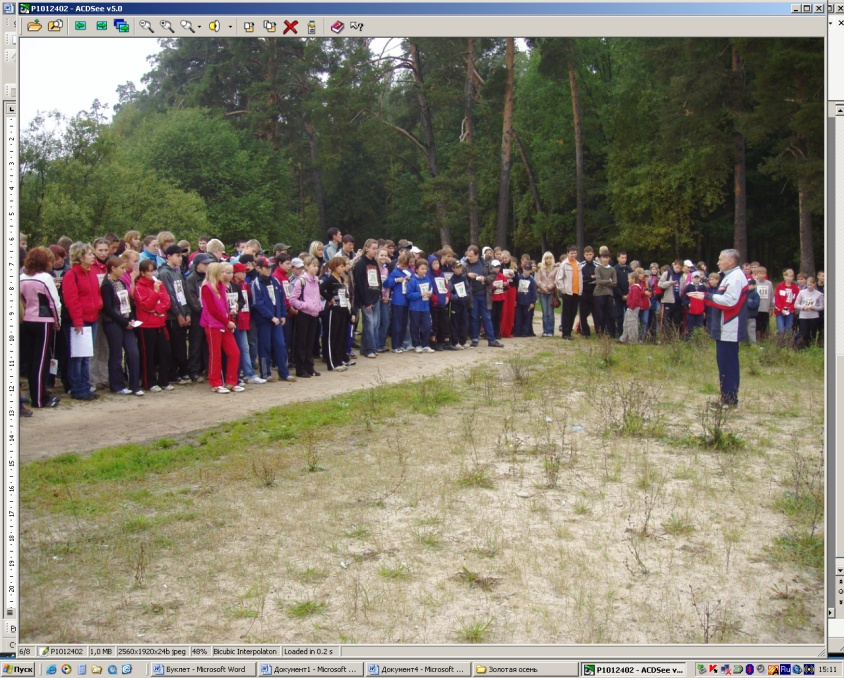 P1012402 - ACDSee v5.0
6/8 P1012402 1,0 MB 2560x1920x24b jpeg 48% Bicubic Interpolaton Loaded in 0.2 s
Пуск Буклет - Microsoft Word Документ1 - Microsoft ... Документ4 - Microsoft ... Золотая осень P1012402 - ACDSee v... Ru 15:11